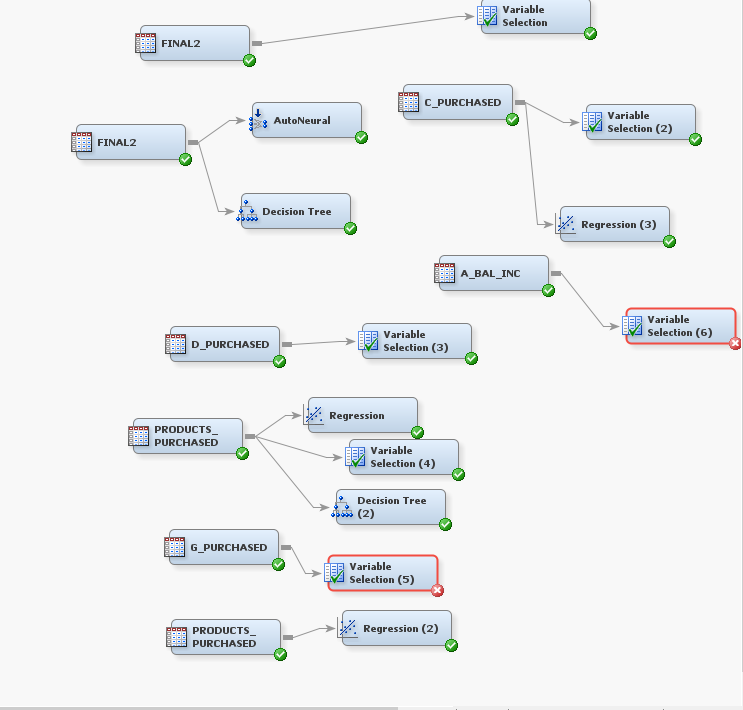 Variable
Selection
FINAL2
C_PURCHASED
AutoNeural
Variable
Selection (2)
FINAL2
Decision Tree
Regression (3)
A_BAL_INC
Variable
Selection (6)
D_PURCHASED
Variable
Selection (3)
Regression
PRODUCTS_
PURCHASED
Variable
Selection (4)
Decision Tree
(2)
G_PURCHASED
Variable
Selection (5)
PRODUCTS_
PURCHASED
Regression (2)